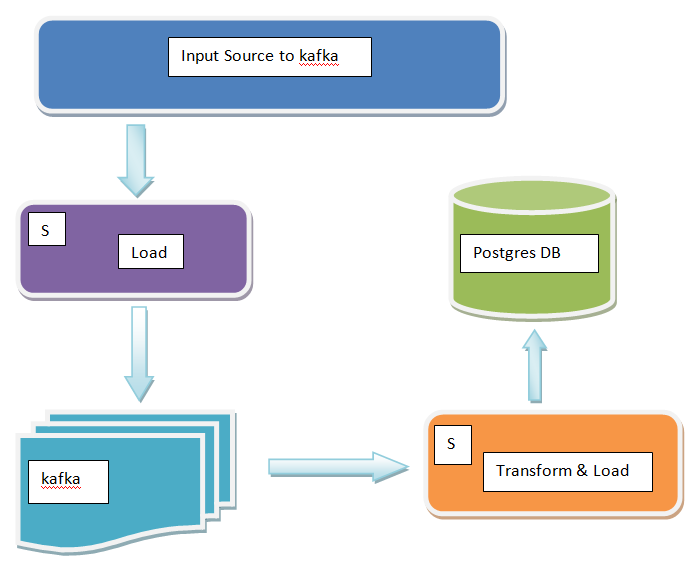 Input Source to kafka
S
Load
Postgres DB
kafka
S
Transform & Load